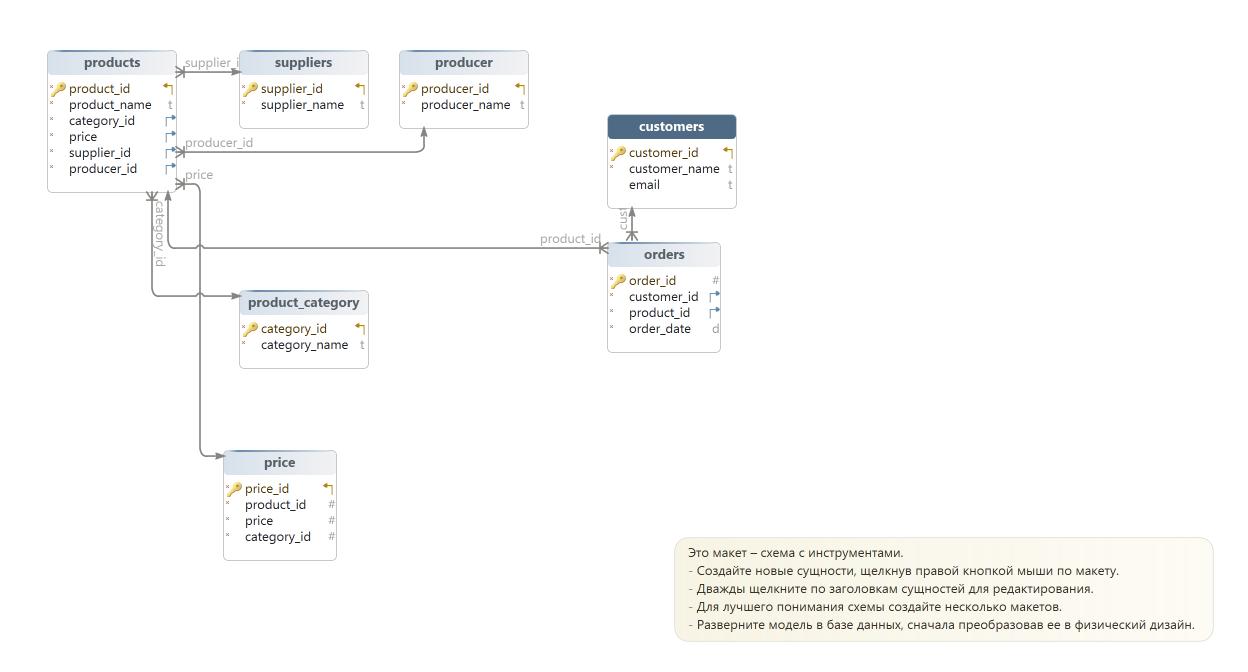 products
product_id
product_name t
category_id
price
supplier_id
producer_id
supplier_i
suppliers
supplier_id
supplier_name t
producer
producer_id
producer_name t
producer_id
price
category_id
customers
customer_id
customer_name t
email t
cust
product_id
orders
order_id #
customer_id
product_id
order_date d
product_category
category_id
category_name t
price
price_id
product_id #
price #
category_id #
Это макет – схема с инструментами.
- Создайте новые сущности, щелкнув правой кнопкой мыши по макету.
- Дважды щелкните по заголовкам сущностей для редактирования.
- Для лучшего понимания схемы создайте несколько макетов.
- Разверните модель в базе данных, сначала преобразовав ее в физический дизайн.